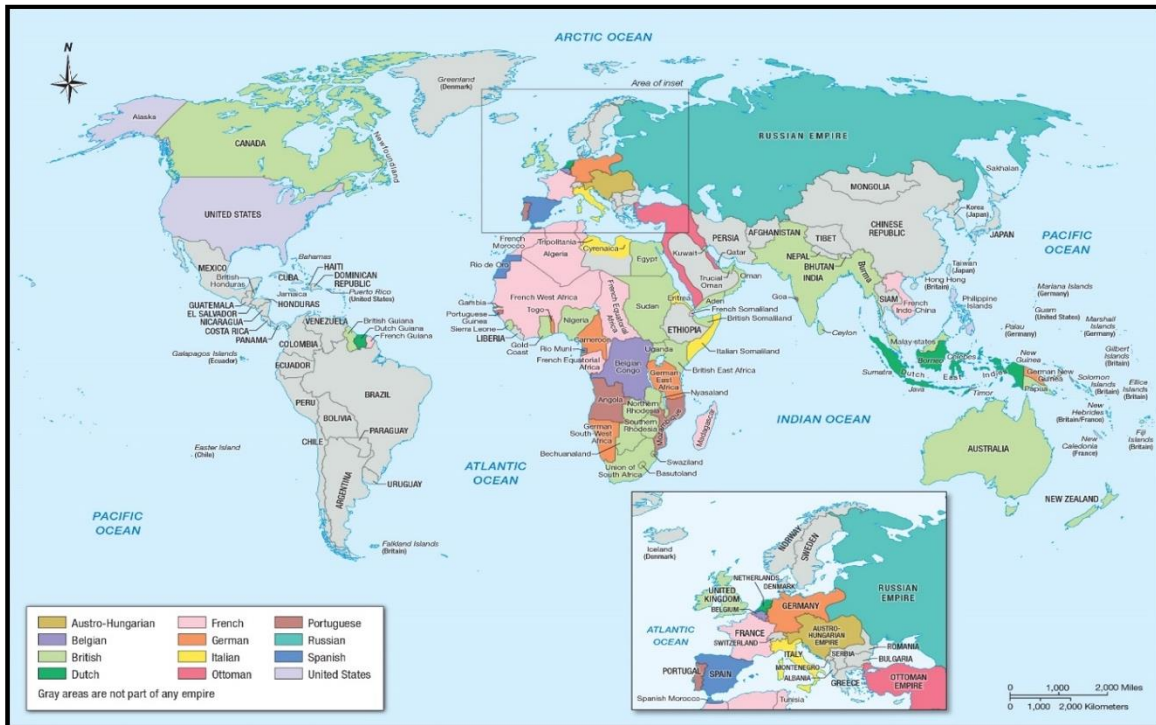 N
ARCTIC OCEAN
Greenland
(Denmark)
Area of inset
Alaska
CANADA
Newfoundland
RUSSIAN EMPIRE
Sakhalan
UNITED STATES
MONGOLIA
Korea
(Japan)
CHINESE
REPUBLIC
JAPAN
PACIFIC
OCEAN
French
Morocco
Tripolitania
Algeria
Cyrenaica
PERSIA
AFGHANISTAN
TIBET
Kuwait
Qatar
NEPAL
BHUTAN
INDIA
Burma
Taiwan
(Japan)
Rio de Oro
Egypt
Trucial
Oman
Oman
Hong Hong
(Britain)
MEXICO
British
Honduras
Bahamas
CUBA
HAITI
DOMINICAN
REPUBLIC
Jamaica
Puerto Rico
(United States)
GUATEMALA
EL SALVADOR
HONDURAS
NICARAGUA
COSTA RICA
PANAMA
VENEZUELA
British Guiana
Dutch Guiana
French Guiana
COLOMBIA
Galapagos Islands
(Ecuador)
ECUADOR
PERU
BRAZIL
BOLIVIA
PARAGUAY
CHILE
ARGENTINA
URUGUAY
Easter Island
(Chile)
Falkland Islands
(Britain)
PACIFIC
OCEAN
ATLANTIC
OCEAN
French West Africa
French Equatorial
Africa
Sudan
Eritrea
Aden
Goa
SIAM
French
Indo-China
Philippine
Islands
Mariana Islands
(Germany)
Guam
(United States)
Marshall
Islands
(Germany)
Palau
(Germany)
Gambia
Portuguese
Guinea
Sierra Leone
LIBERIA
Togo
Gold
Coast
Nigeria
Cameroon
Rio Muni
French Equatorial
Africa
ETHIOPIA
French Somaliland
British Somaliland
Italian Somaliland
Uganda
British East Africa
Belgian
Congo
German
East Africa
Nyasaland
Angola
Northern
Rhodesia
Southern
Rhodesia
Mozambique
Madagascar
German
South-West
Africa
Bechuanaland
Union of
South Africa
Swaziland
Basutoland
INDIAN OCEAN
Ceylon
Malay states
Borneo
Celebes
Sumatra
Dutch East Indies
Java
Timor
New
Guinea
German New
Guinea
Papua
Gilbert
Islands
(Britain)
Solomon
Islands
(Britain)
Ellice
Islands
(Britain)
New
Hebrides
(Britain/France)
New
Caledonia
(France)
Fiji
Islands
(Britain)
AUSTRALIA
NEW ZEALAND
Austro-Hungarian
Belgian
British
Dutch
French
German
Italian
Ottoman
Portuguese
Russian
Spanish
United States
Gray areas are not part of any empire
Iceland
(Denmark)
NORWAY
SWEDEN
NETHERLANDS
DENMARK
UNITED
KINGDOM
BELGIUM
GERMANY
RUSSIAN
EMPIRE
ATLANTIC
OCEAN
FRANCE
SWITZERLAND
AUSTRO-
HUNGARIAN
EMPIRE
ROMANIA
SERBIA
BULGARIA
ITALY
MONTENEGRO
ALBANIA
GREECE
OTTOMAN
EMPIRE
PORTUGAL
SPAIN
Spanish Morocco
Tunisia
0 1,000 2,000 Miles
0 1,000 2,000 Kilometers